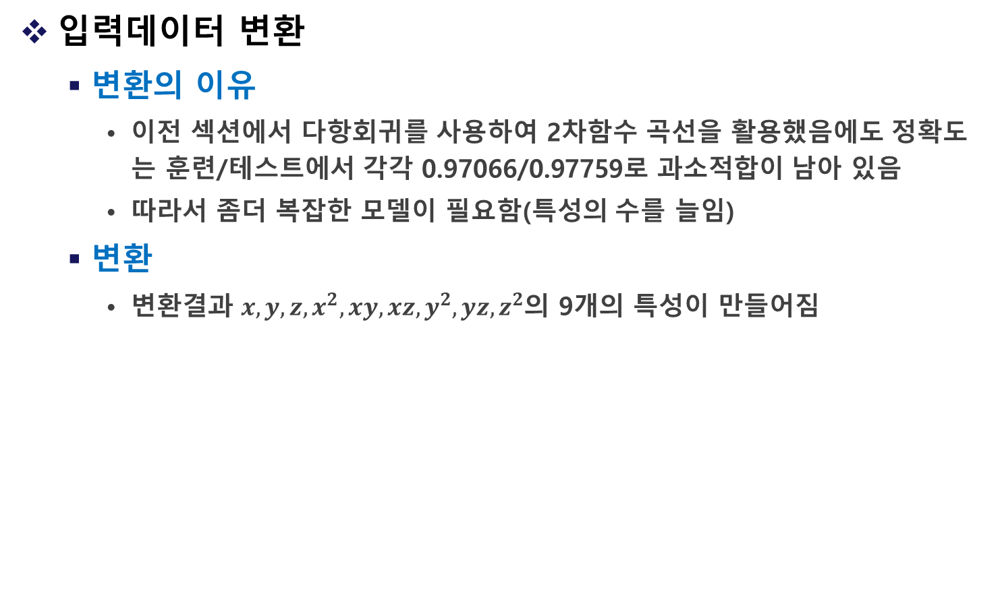 ❖ 입력데이터 변환
▪ 변환의 이유
• 이전 섹션에서 다항회귀를 사용하여 2차함수 곡선을 활용했음에도 정확도
는 훈련/테스트에서 각각 0.97066/0.97759로 과소적합이 남아 있음
• 따라서 좀더 복잡한 모델이 필요함(특성의 수를 늘임)
▪ 변환
• 변환결과 x, y, z, x², xy, xz, y², yz, z²의 9개의 특성이 만들어짐